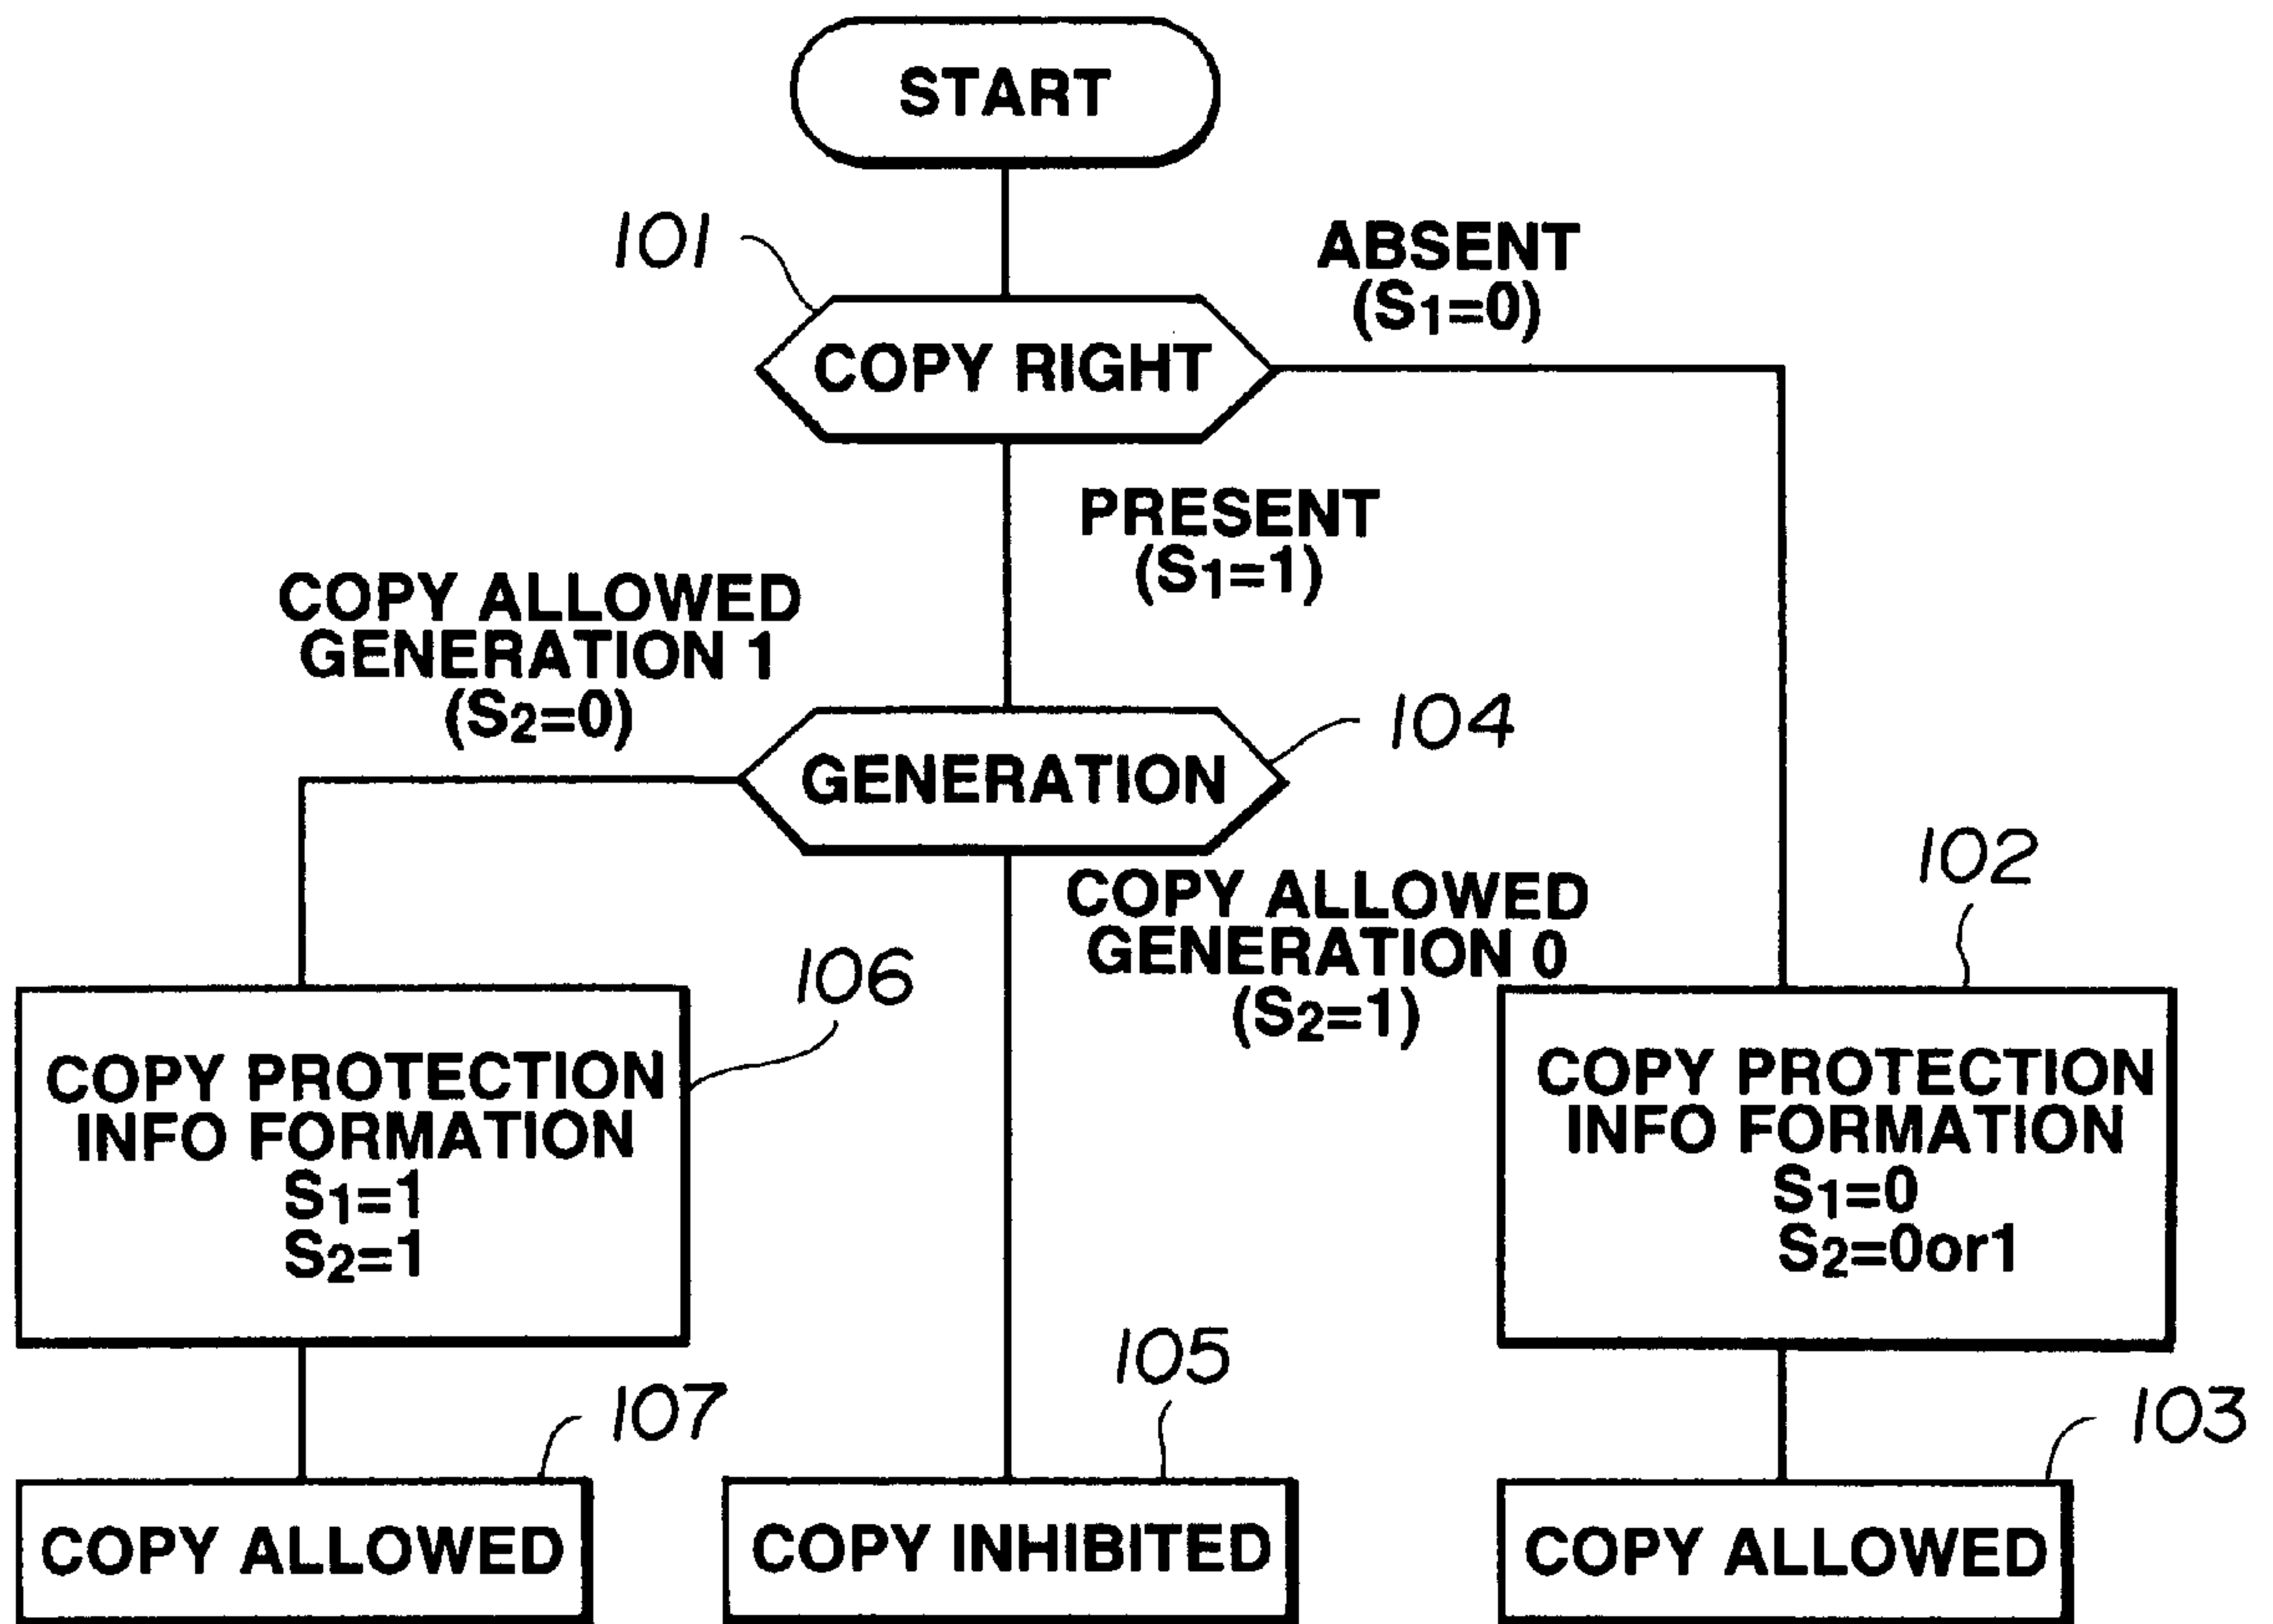 START
101
ABSENT
(S1=0)
COPY RIGHT
PRESENT
(S1=1)
COPY ALLOWED
GENERATION 1
(S2=0)
104
GENERATION
COPY ALLOWED
GENERATION 0
(S2=1)
102
106
COPY PROTECTION
INFO FORMATION
S1=1
S2=1
COPY PROTECTION
INFO FORMATION
S1=0
S2=0or1
107
105
103
COPY ALLOWED
COPY INHIBITED
COPY ALLOWED